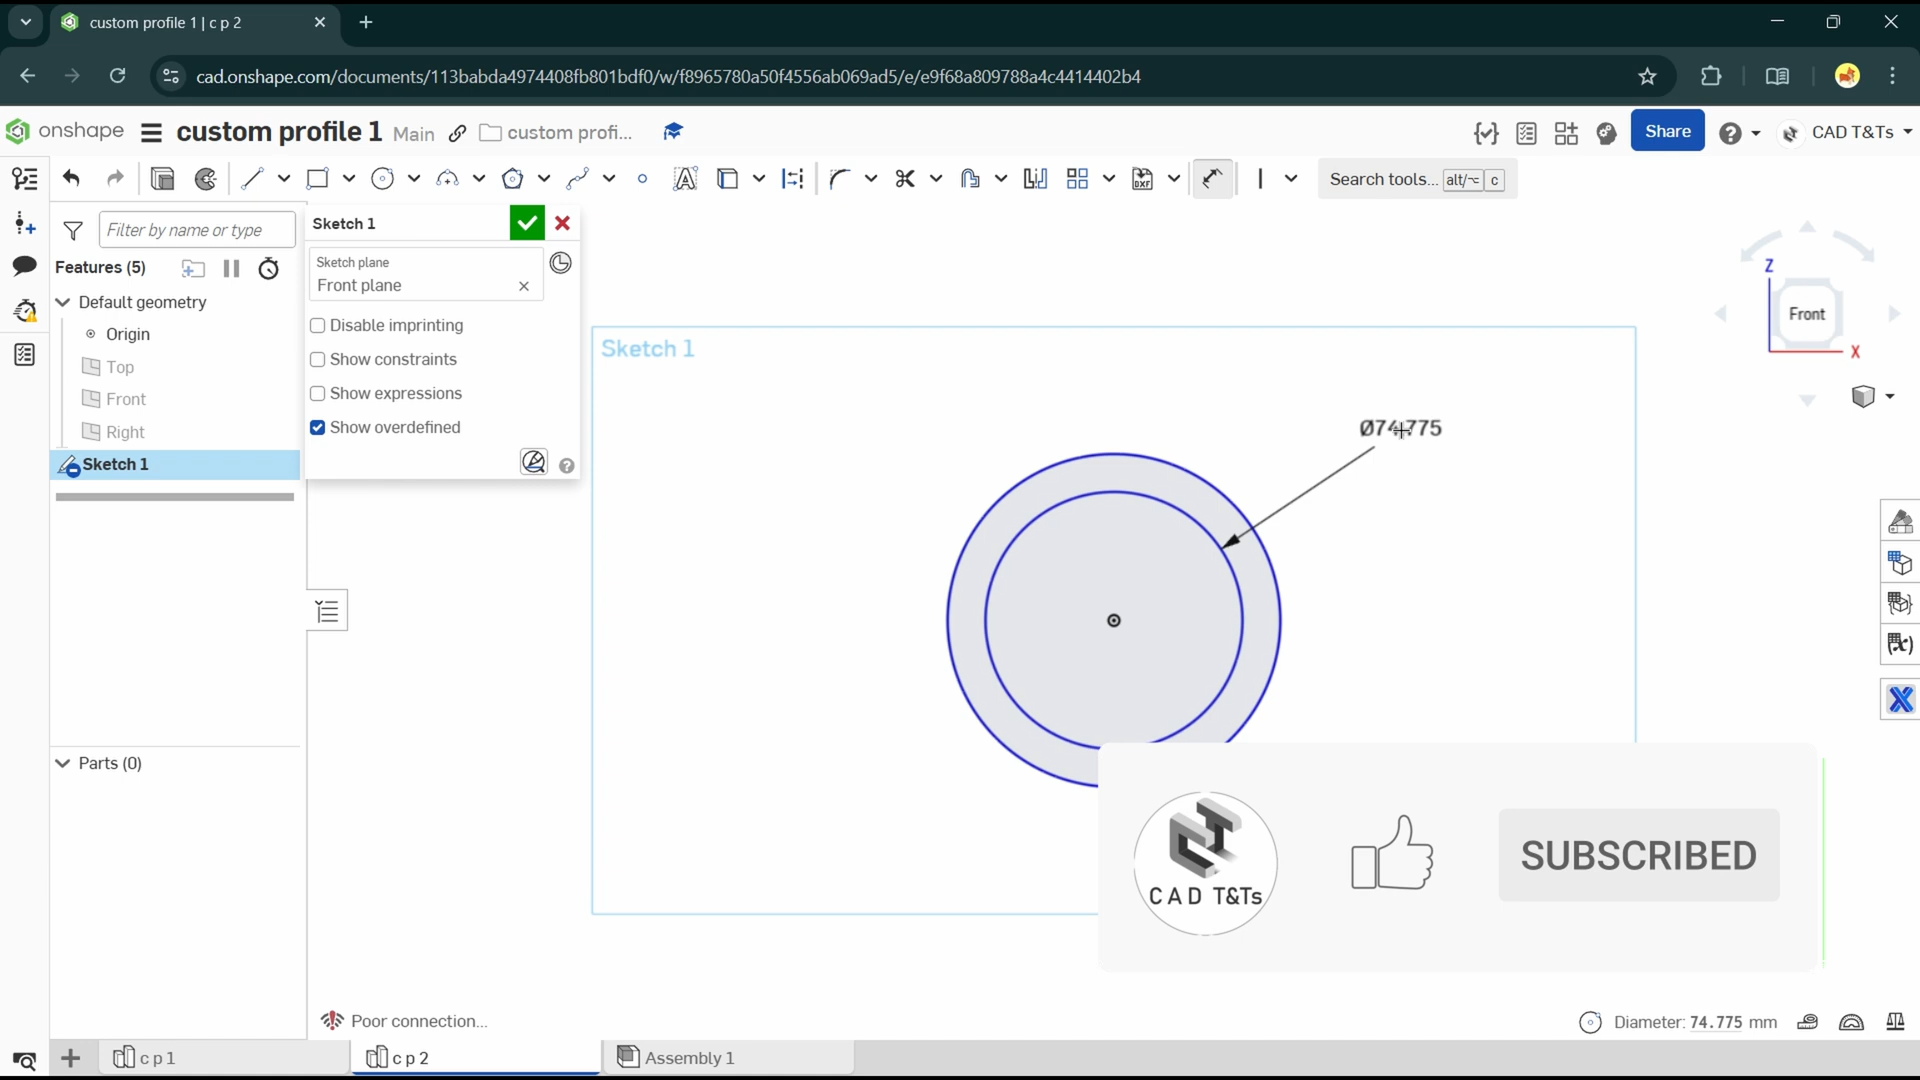 custom profile 1 | c p 2
cad.onshape.com/documents/113babda4974408fb801bdf0/w/f8965780a50f4556ab069ad5/e/e9f68a809788a4c4414402b4
onshape custom profile 1 Main custom profi... Share CAD T&Ts
Search tools... alt/⌥ c
Filter by name or type
Features (5)
Default geometry
Origin
Top
Front
Right
Sketch 1
Parts (0)
Sketch 1
Sketch plane
Front plane
Disable imprinting
Show constraints
Show expressions
Show overdefined
Sketch 1
Ø74.775
Z
Front
X
CAD T&Ts
SUBSCRIBED
Poor connection...
Diameter: 74.775 mm
c p 1
c p 2
Assembly 1